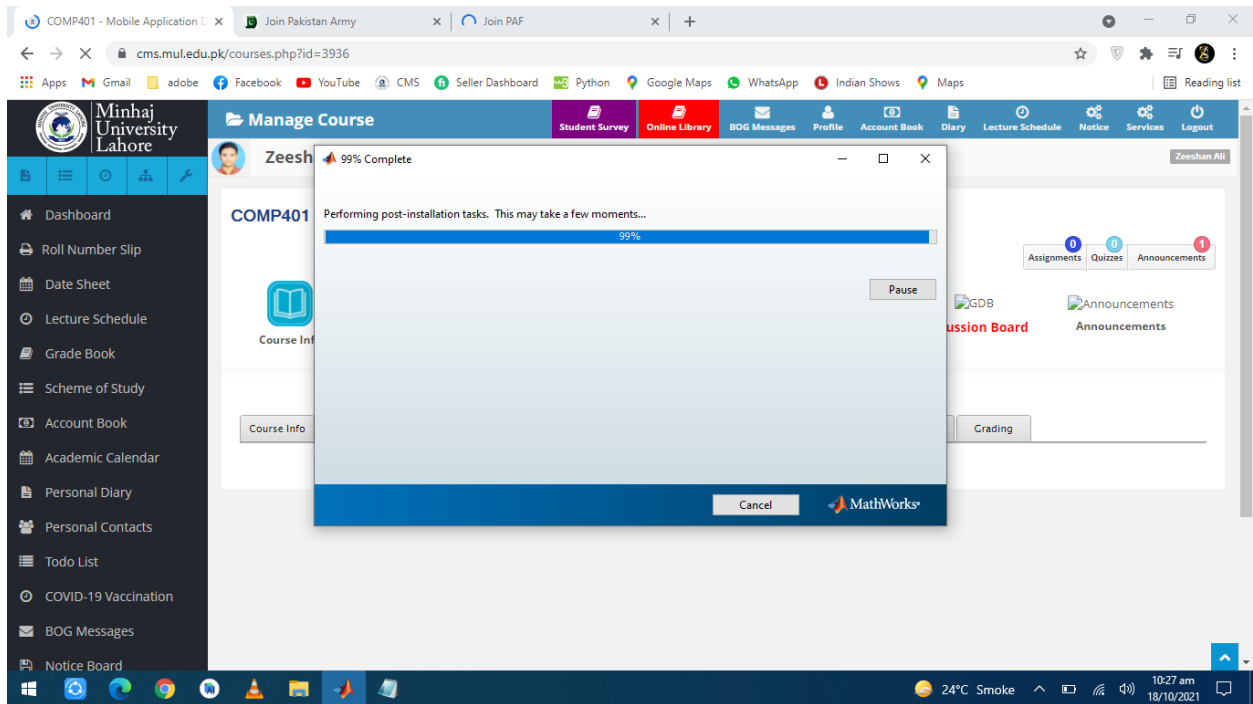 COMP401 - Mobile Application D
Join Pakistan Army
Join PAF
cms.mul.edu.pk/courses.php?id=3936
Apps Gmail adobe Facebook YouTube CMS Seller Dashboard Python Google Maps WhatsApp Indian Shows Maps Reading list
Minhaj
University
Lahore
Manage Course
Student Survey Online Library BOG Messages Profile Account Book Diary Lecture Schedule Notice Services Logout
Zeesh
Zeeshan Ali
99% Complete
Performing post-installation tasks. This may take a few moments...
99%
Pause
Cancel
MathWorks
COMP401
0 0 1
Assignments Quizzes Announcements
Course Inf
GDB
ussion Board
Announcements
Announcements
Course Info
Grading
Dashboard
Roll Number Slip
Date Sheet
Lecture Schedule
Grade Book
Scheme of Study
Account Book
Academic Calendar
Personal Diary
Personal Contacts
Todo List
COVID-19 Vaccination
BOG Messages
Notice Board
24°C Smoke
10:27 am
18/10/2021